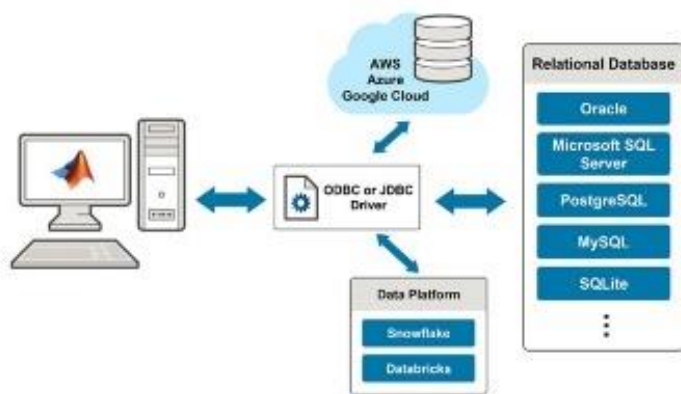 AWS
Azure
Google Cloud
ODBC or JDBC
Driver
Data Platform
Snowflake
Databricks
Relational Database
Oracle
Microsoft SQL
Server
PostgreSQL
MySQL
SQLite